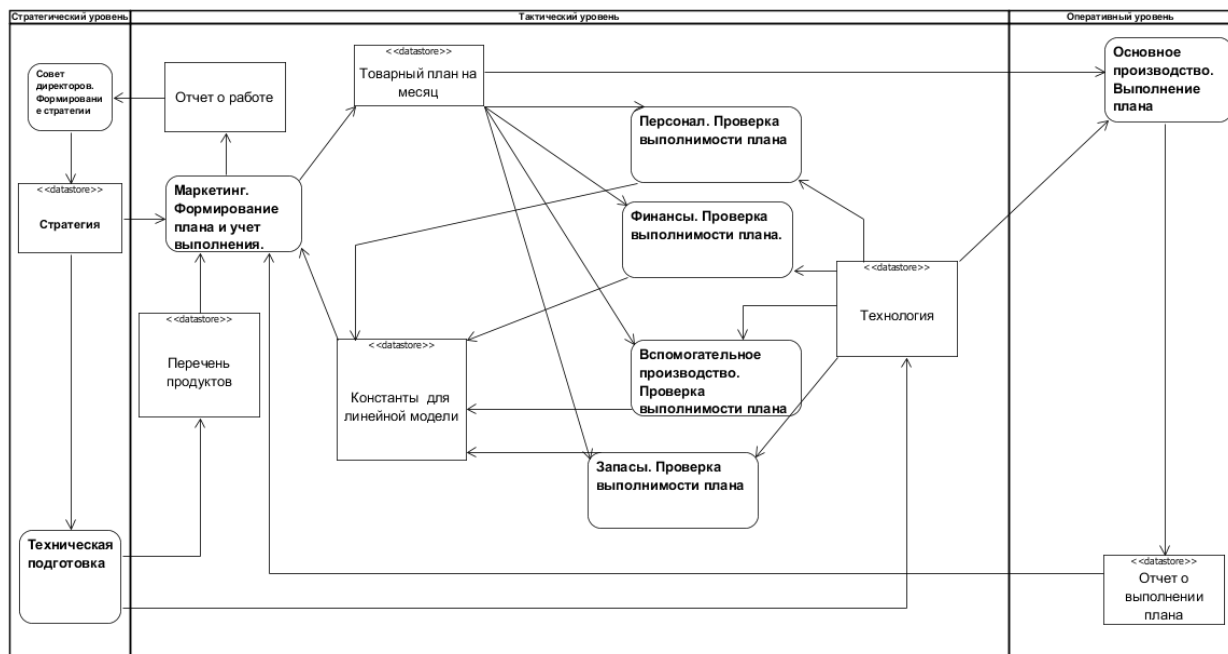 Стратегический уровень
Тактический уровень
Оперативный уровень
Совет
директоров.
Формировани
е стратегии
Отчет о работе
<<datastore>>
Товарный план на
месяц
Основное
производство.
Выполнение
плана
Персонал. Проверка
выполнимости плана
<<datastore>>
Стратегия
Маркетинг.
Формирование
плана и учет
выполнения.
Финансы. Проверка
выполнимости плана.
<<datastore>>
Технология
<<datastore>>
Перечень
продуктов
<<datastore>>
Константы для
линейной модели
Вспомогательное
производство.
Проверка
выполнимости плана
Запасы. Проверка
выполнимости плана
Техническая
подготовка
<<datastore>>
Отчет о
выполнении
плана